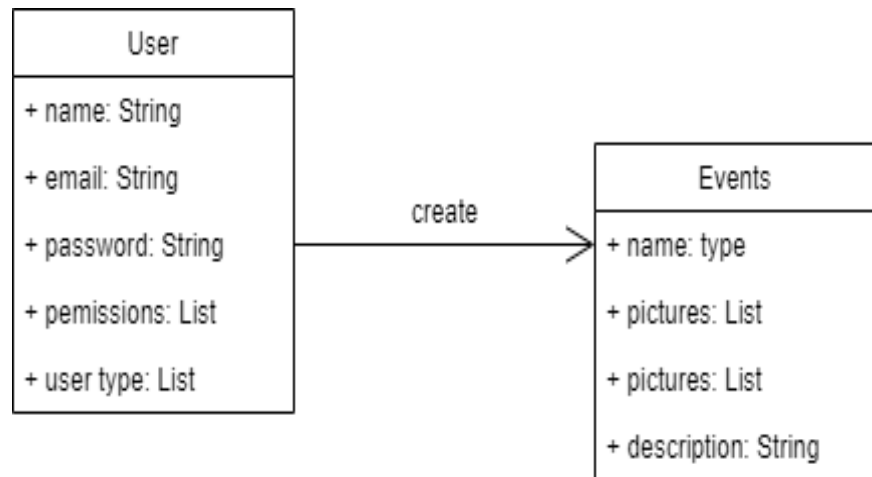 User
+ name: String
+ email: String
+ password: String
+ pemissions: List
+ user type: List
create
Events
+ name: type
+ pictures: List
+ pictures: List
+ description: String